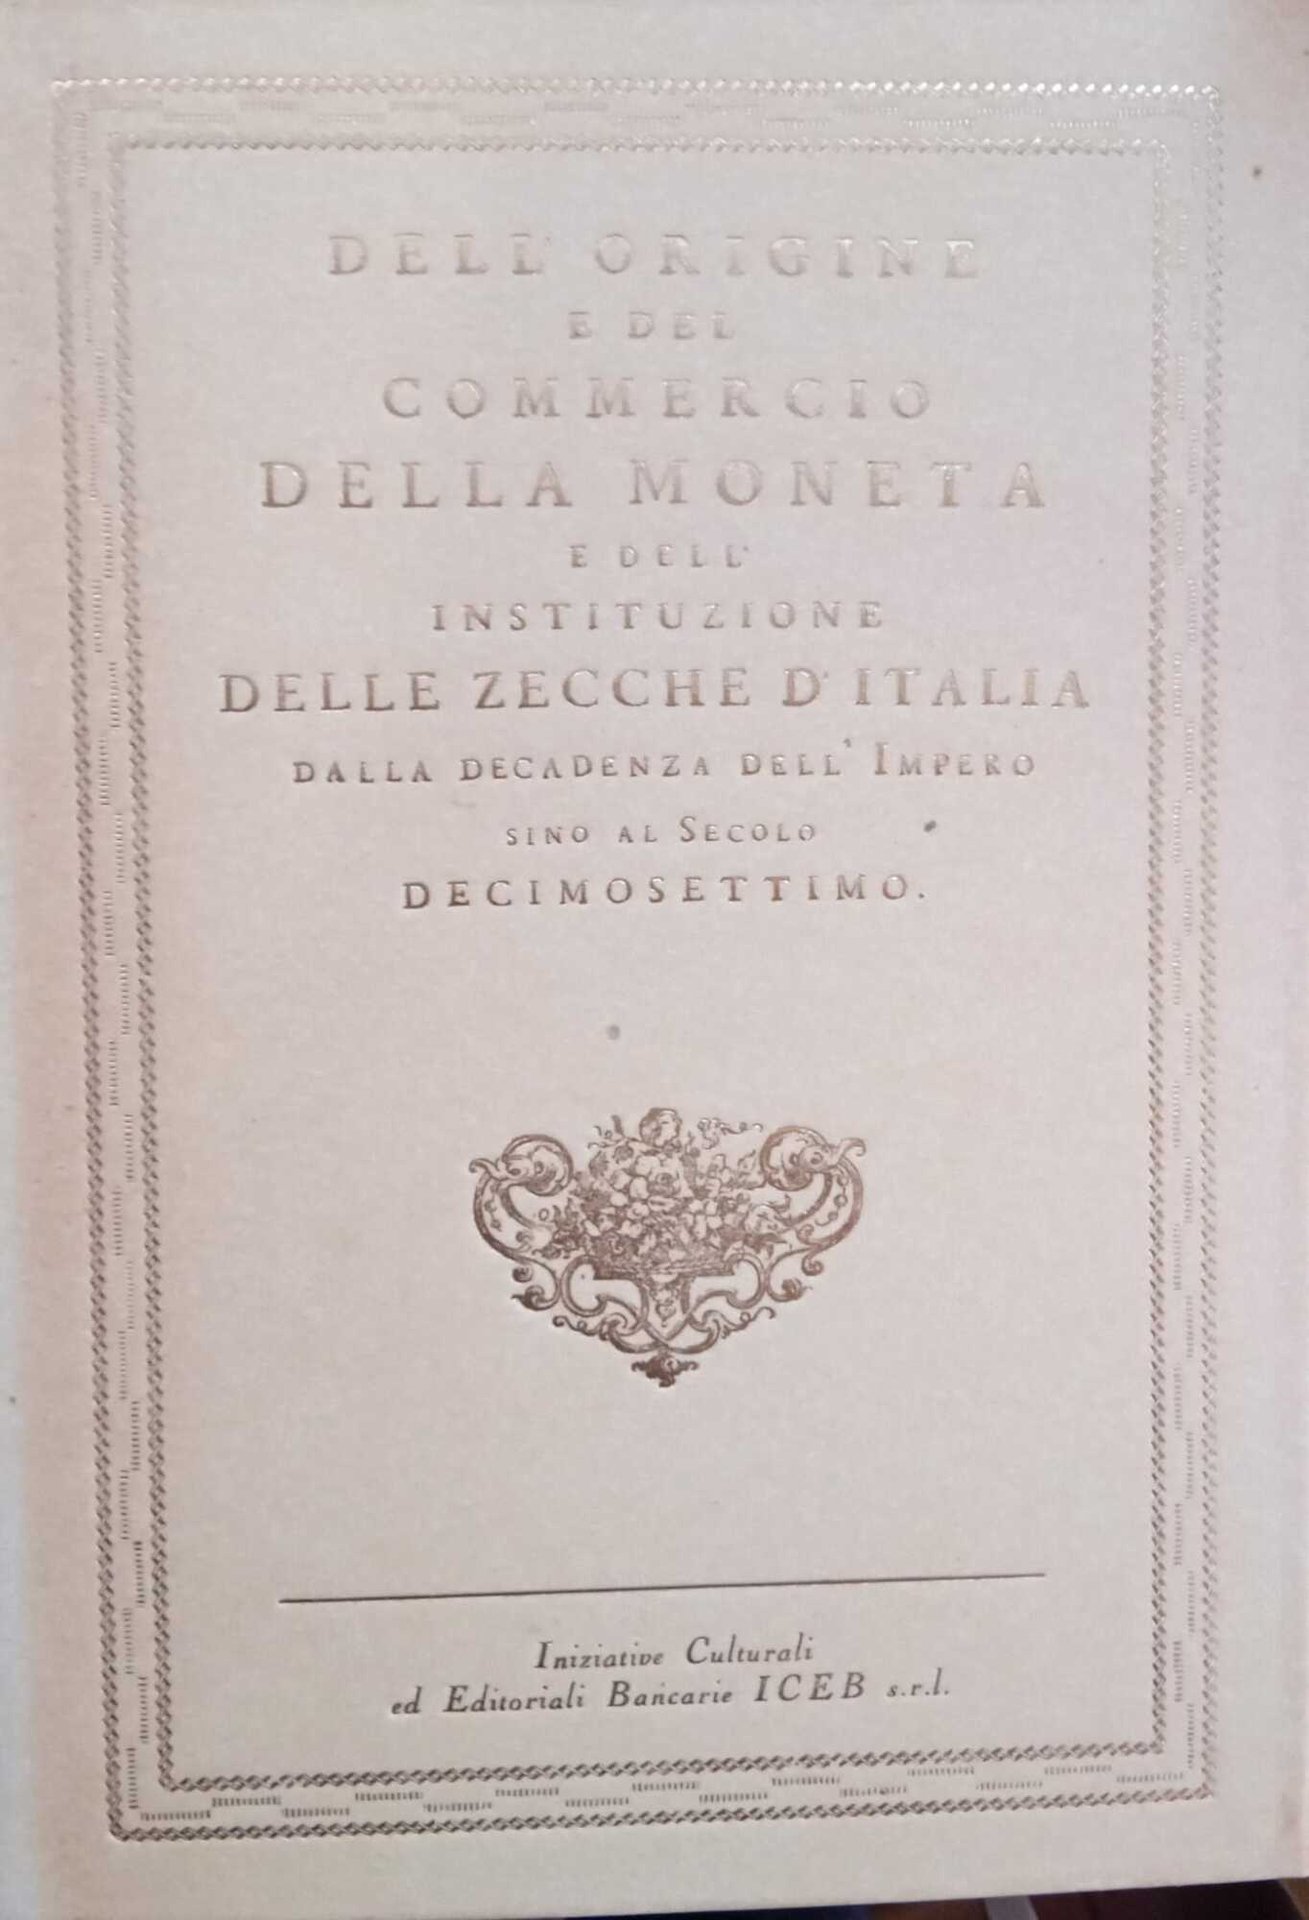 DELL' ORIGINE
E DEL
COMMERCIO
DELLA MONETA
E DELL'
INSTITUZIONE
DELLE ZECCHE D'ITALIA
DALLA DECADENZA DELL' IMPERO
SINO AL SECOLO
DECIMOSETTIMO.
Iniziative Culturali
ed Editoriali Bancarie ICEB s.r.l.